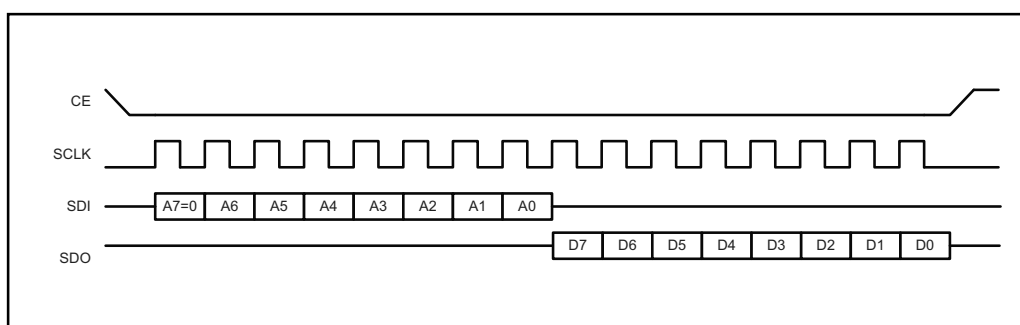 CE
SCLK
SDI A7=0 A6 A5 A4 A3 A2 A1 A0
SDO D7 D6 D5 D4 D3 D2 D1 D0